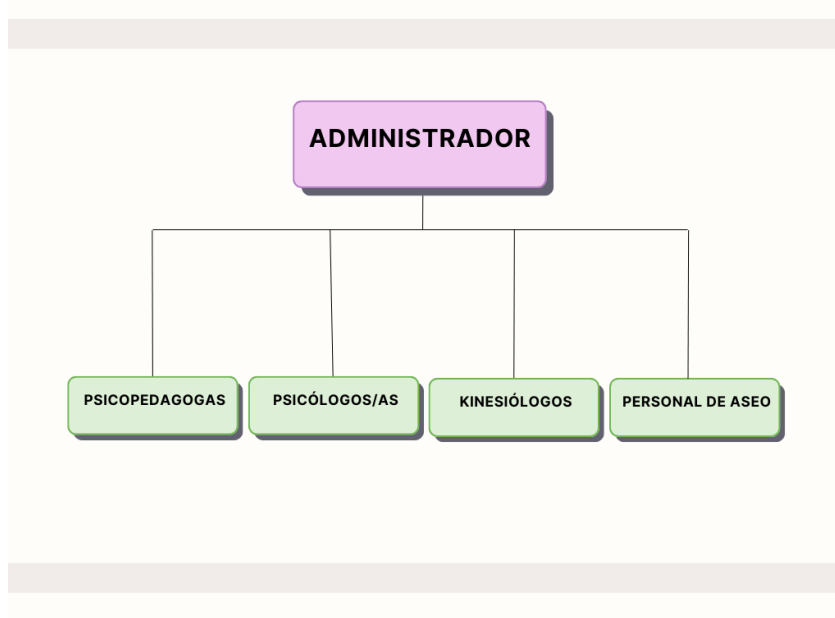 ADMINISTRADOR
PSICOPEDAGOGAS
PSICÓLOGOS/AS
KINESIÓLOGOS
PERSONAL DE ASEO